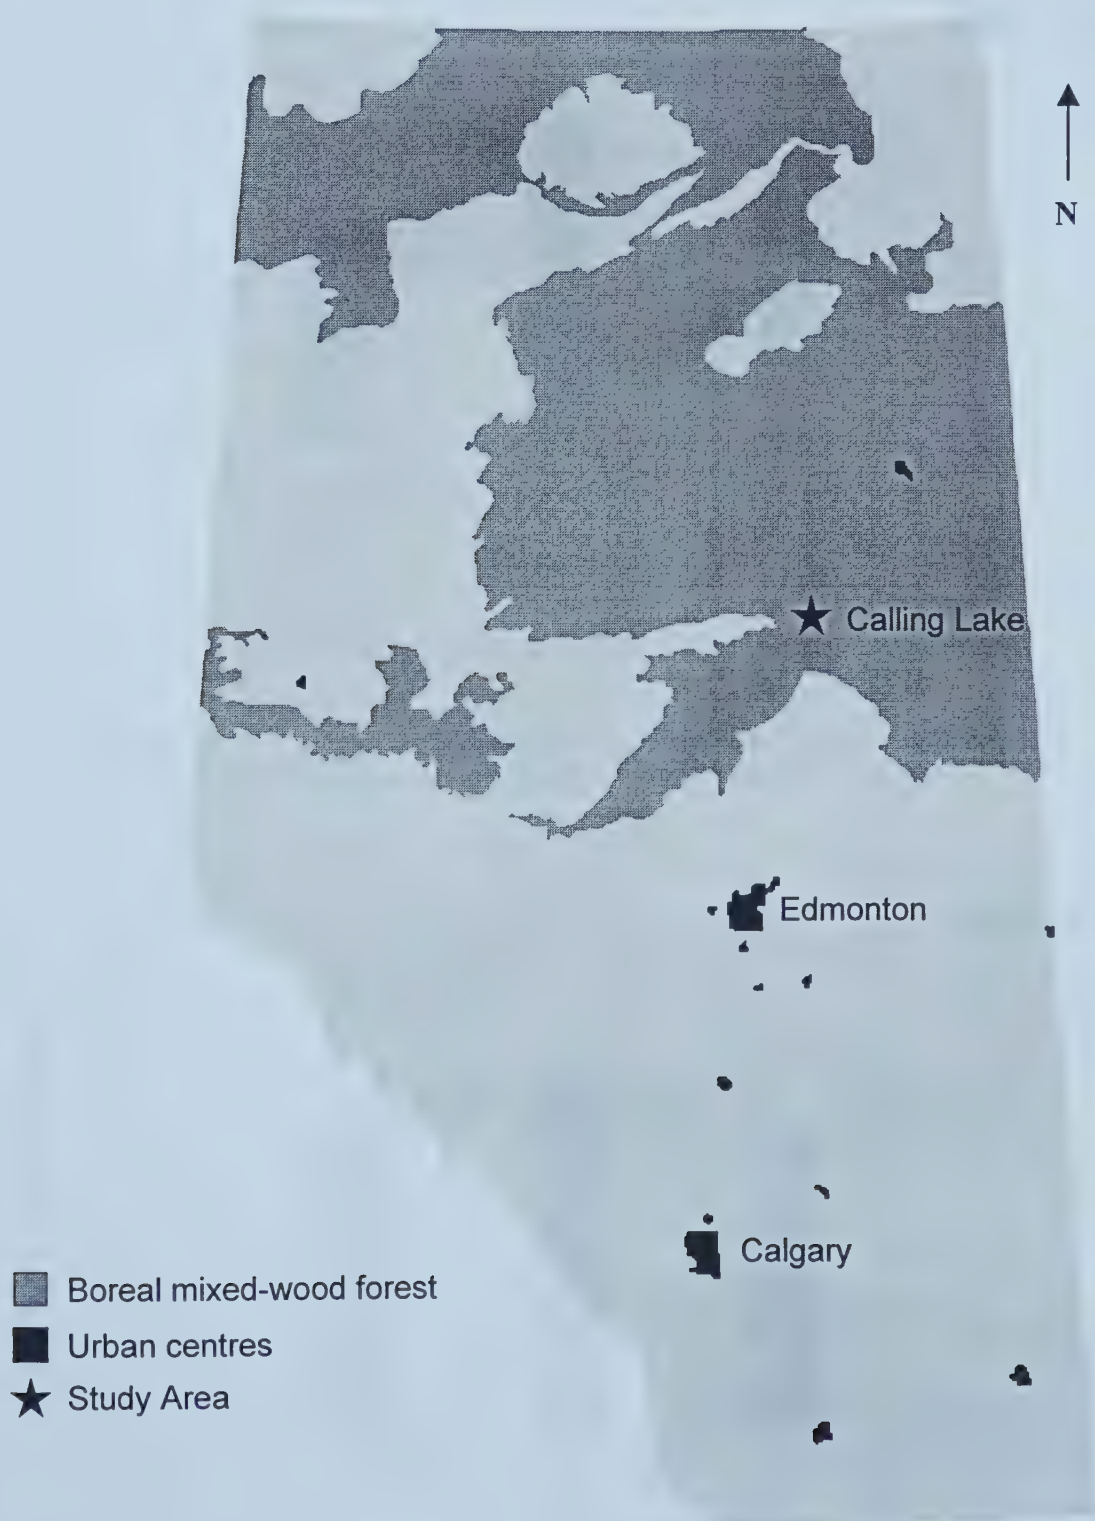 N
Calling Lake
Edmonton
Calgary
Boreal mixed-wood forest
Urban centres
Study Area